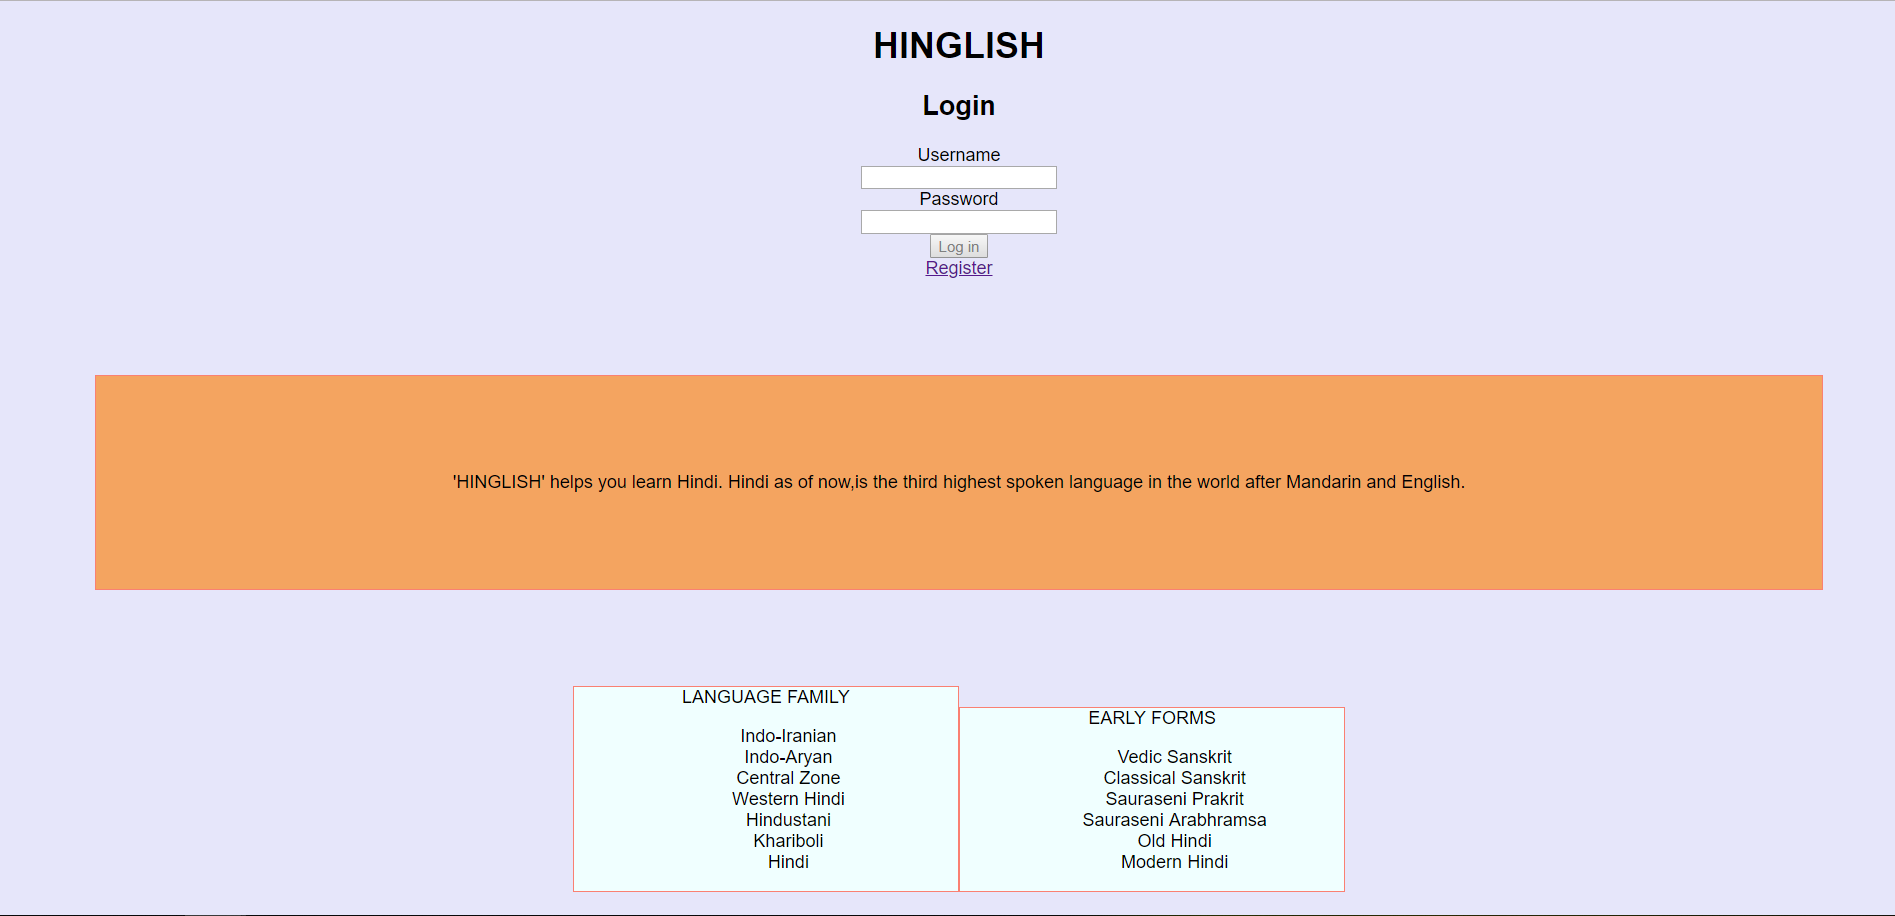 HINGLISH
Login
Username
Password
Log in
Register
'HINGLISH' helps you learn Hindi. Hindi as of now,is the third highest spoken language in the world after Mandarin and English.
LANGUAGE FAMILY
Indo-Iranian
Indo-Aryan
Central Zone
Western Hindi
Hindustani
Khariboli
Hindi
EARLY FORMS
Vedic Sanskrit
Classical Sanskrit
Sauraseni Prakrit
Sauraseni Arabhramsa
Old Hindi
Modern Hindi